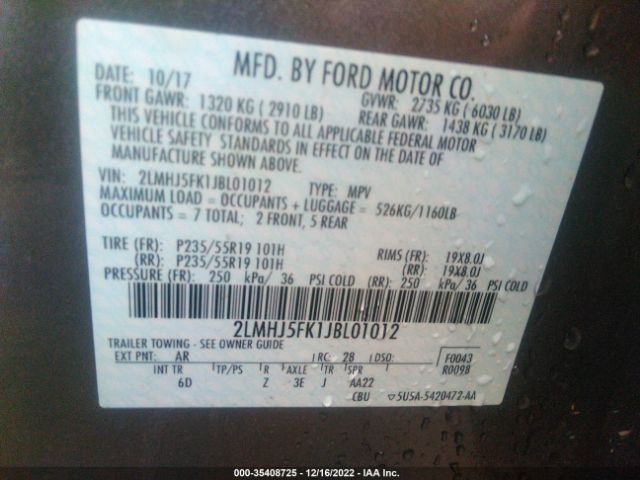 MFD. BY FORD MOTOR CO.
DATE: 10/17
GVWR: 2735 KG ( 6030 LB)
FRONT GAWR: 1320 KG ( 2910 LB)
REAR GAWR: 1438 KG ( 3170 LB)
THIS VEHICLE CONFORMS TO ALL APPLICABLE FEDERAL MOTOR
VEHICLE SAFETY STANDARDS IN EFFECT ON THE DATE OF
MANUFACTURE SHOWN ABOVE.
VIN: 2LMHJ5FK1JBL01012 TYPE: MPV
MAXIMUM LOAD = OCCUPANTS + LUGGAGE = 526KG/1160LB
OCCUPANTS = 7 TOTAL; 2 FRONT, 5 REAR
TIRE (FR): P235/55R19 101H RIMS (FR): 19X8.0J
(RR): P235/55R19 101H (RR): 19X8.0J
PRESSURE (FR): 250 kPa/ 36 PSI COLD (RR): 250 kPa/ 36 PSI COLD
2LMHJ5FK1JBL01012
TRAILER TOWING - SEE OWNER GUIDE
EXT PNT: AR RC: 28 DSO: F0043
INT TR TP/PS R AXLE TR SPR R0098
6D Z 3E J AA22
CBU ▽5U5A-5420472-AA
000-35408725 - 12/16/2022 - IAA Inc.